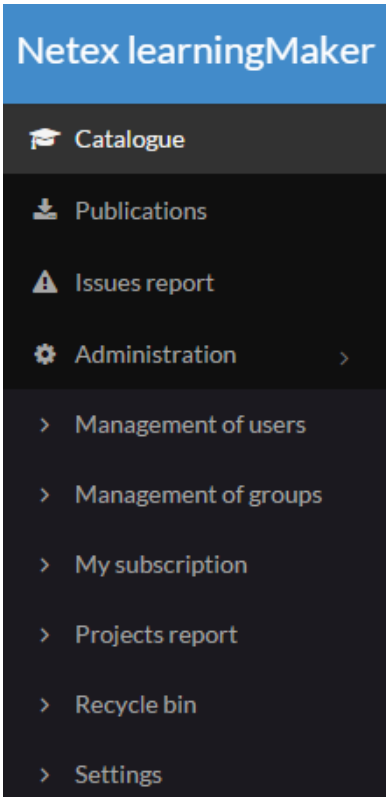 Netex learningMaker
Catalogue
Publications
Issues report
Administration
Management of users
Management of groups
My subscription
Projects report
Recycle bin
Settings